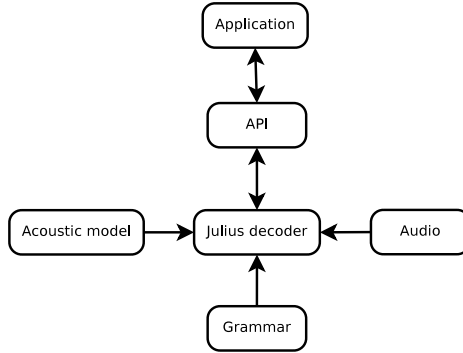 Application
API
Acoustic model
Julius decoder
Audio
Grammar